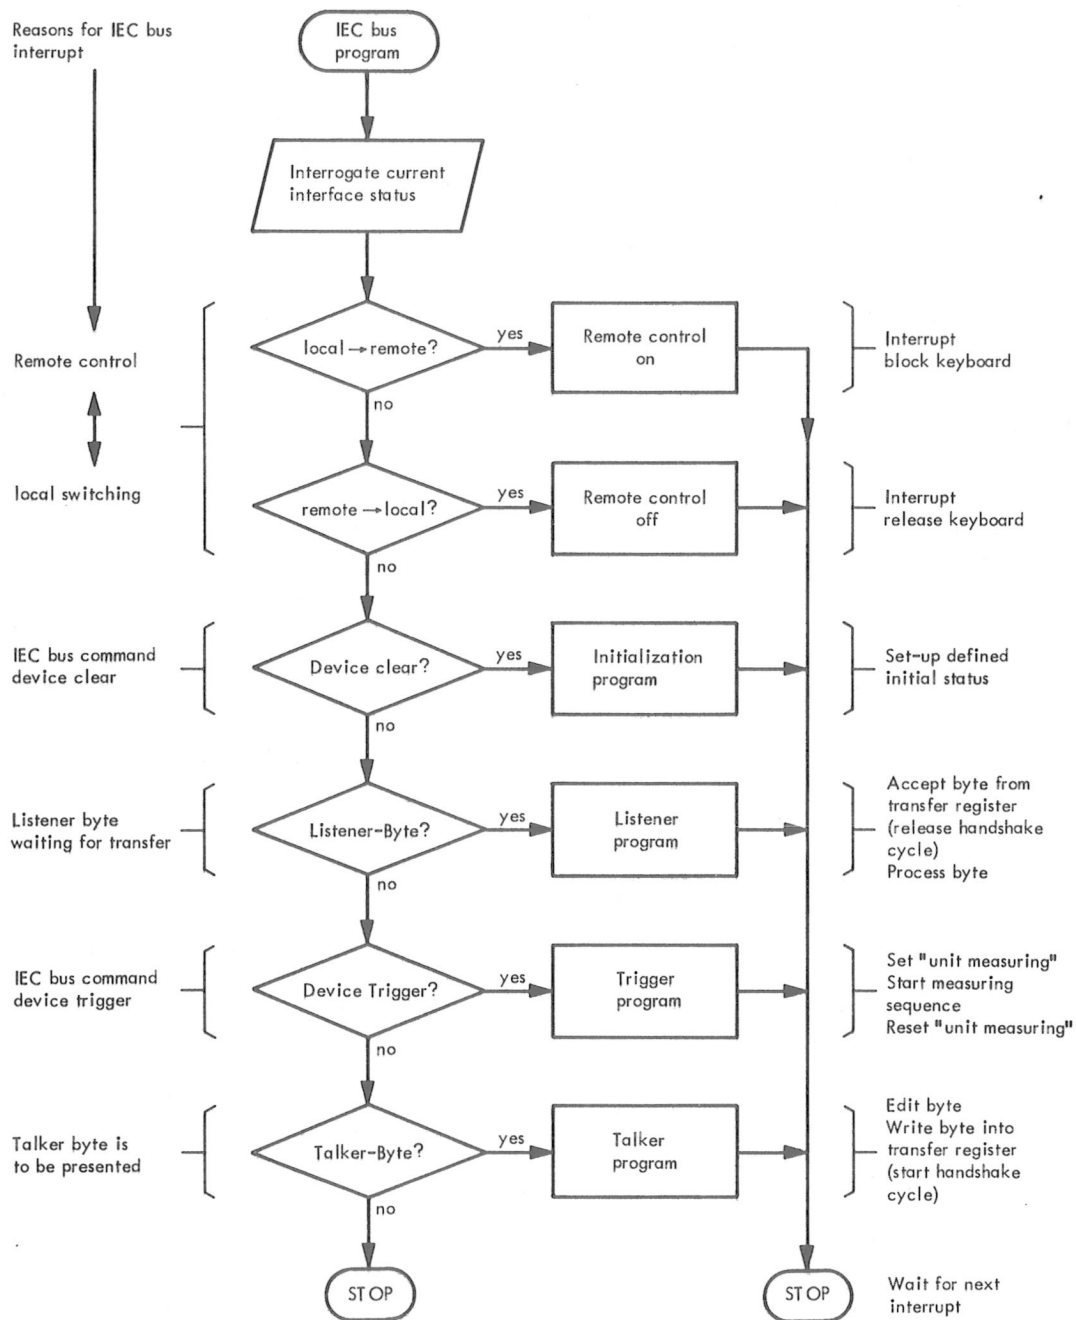 Reasons for IEC bus
interrupt
IEC bus
program
Interrogate current
interface status
Remote control
local → remote?
yes
Remote control
on
Interrupt
block keyboard
no
local switching
remote → local?
yes
Remote control
off
Interrupt
release keyboard
no
IEC bus command
device clear
Device clear?
yes
Initialization
program
Set-up defined
initial status
no
Listener byte
waiting for transfer
Listener-Byte?
yes
Listener
program
Accept byte from
transfer register
(release handshake
cycle)
Process byte
no
IEC bus command
device trigger
Device Trigger?
yes
Trigger
program
Set "unit measuring"
Start measuring
sequence
Reset "unit measuring"
no
Talker byte is
to be presented
Talker-Byte?
yes
Talker
program
Edit byte
Write byte into
transfer register
(start handshake
cycle)
no
STOP
STOP
Wait for next
interrupt